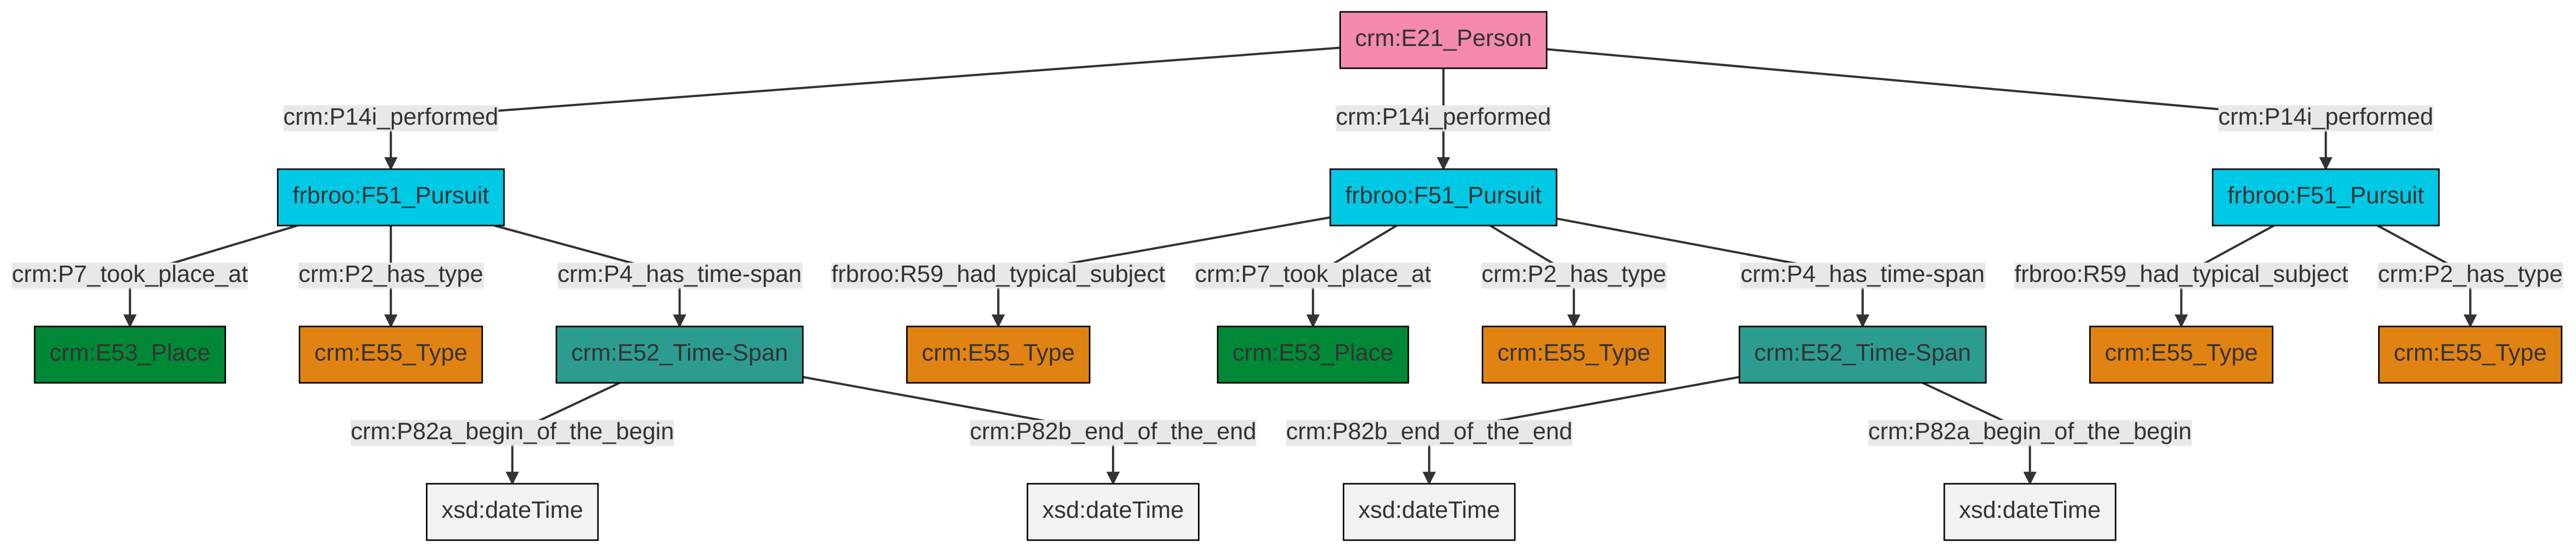 crm:E21_Person
crm:P14i_performed
crm:P14i_performed
crm:P14i_performed
frbroo:F51_Pursuit
frbroo:F51_Pursuit
frbroo:F51_Pursuit
crm:P7_took_place_at
crm:P2_has_type
crm:P4_has_time-span
frbroo:R59_had_typical_subject
crm:P7_took_place_at
crm:P2_has_type
crm:P4_has_time-span
frbroo:R59_had_typical_subject
crm:P2_has_type
crm:E53_Place
crm:E55_Type
crm:E52_Time-Span
crm:E55_Type
crm:E53_Place
crm:E55_Type
crm:E52_Time-Span
crm:E55_Type
crm:E55_Type
crm:P82a_begin_of_the_begin
crm:P82b_end_of_the_end
crm:P82b_end_of_the_end
crm:P82a_begin_of_the_begin
xsd:dateTime
xsd:dateTime
xsd:dateTime
xsd:dateTime